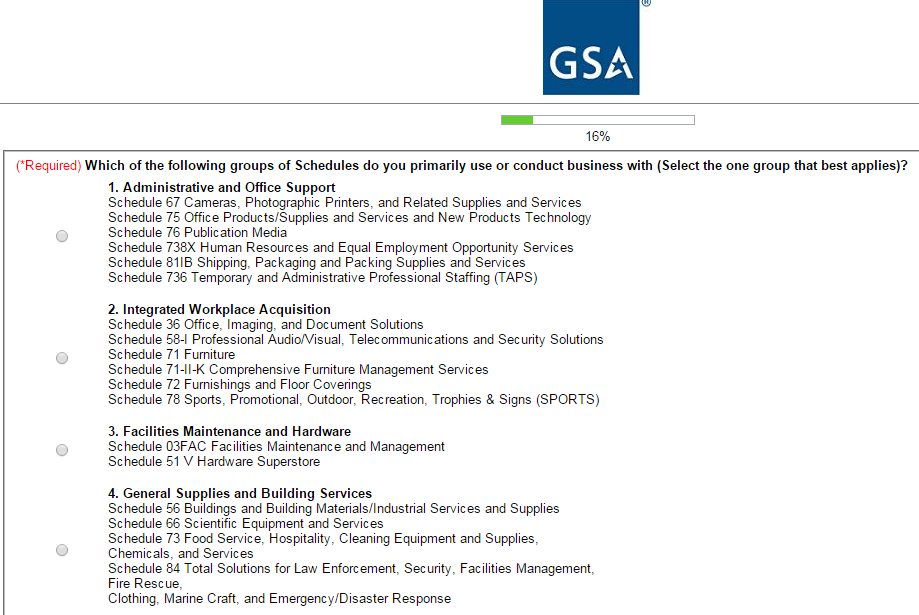 ®
GSA
16%
(*Required) Which of the following groups of Schedules do you primarily use or conduct business with (Select the one group that best applies)?
1. Administrative and Office Support
Schedule 67 Cameras, Photographic Printers, and Related Supplies and Services
Schedule 75 Office Products/Supplies and Services and New Products Technology
Schedule 76 Publication Media
Schedule 738X Human Resources and Equal Employment Opportunity Services
Schedule 81IB Shipping, Packaging and Packing Supplies and Services
Schedule 736 Temporary and Administrative Professional Staffing (TAPS)
2. Integrated Workplace Acquisition
Schedule 36 Office, Imaging, and Document Solutions
Schedule 58-I Professional Audio/Visual, Telecommunications and Security Solutions
Schedule 71 Furniture
Schedule 71-II-K Comprehensive Furniture Management Services
Schedule 72 Furnishings and Floor Coverings
Schedule 78 Sports, Promotional, Outdoor, Recreation, Trophies & Signs (SPORTS)
3. Facilities Maintenance and Hardware
Schedule 03FAC Facilities Maintenance and Management
Schedule 51 V Hardware Superstore
4. General Supplies and Building Services
Schedule 56 Buildings and Building Materials/Industrial Services and Supplies
Schedule 66 Scientific Equipment and Services
Schedule 73 Food Service, Hospitality, Cleaning Equipment and Supplies,
Chemicals, and Services
Schedule 84 Total Solutions for Law Enforcement, Security, Facilities Management,
Fire Rescue,
Clothing, Marine Craft, and Emergency/Disaster Response